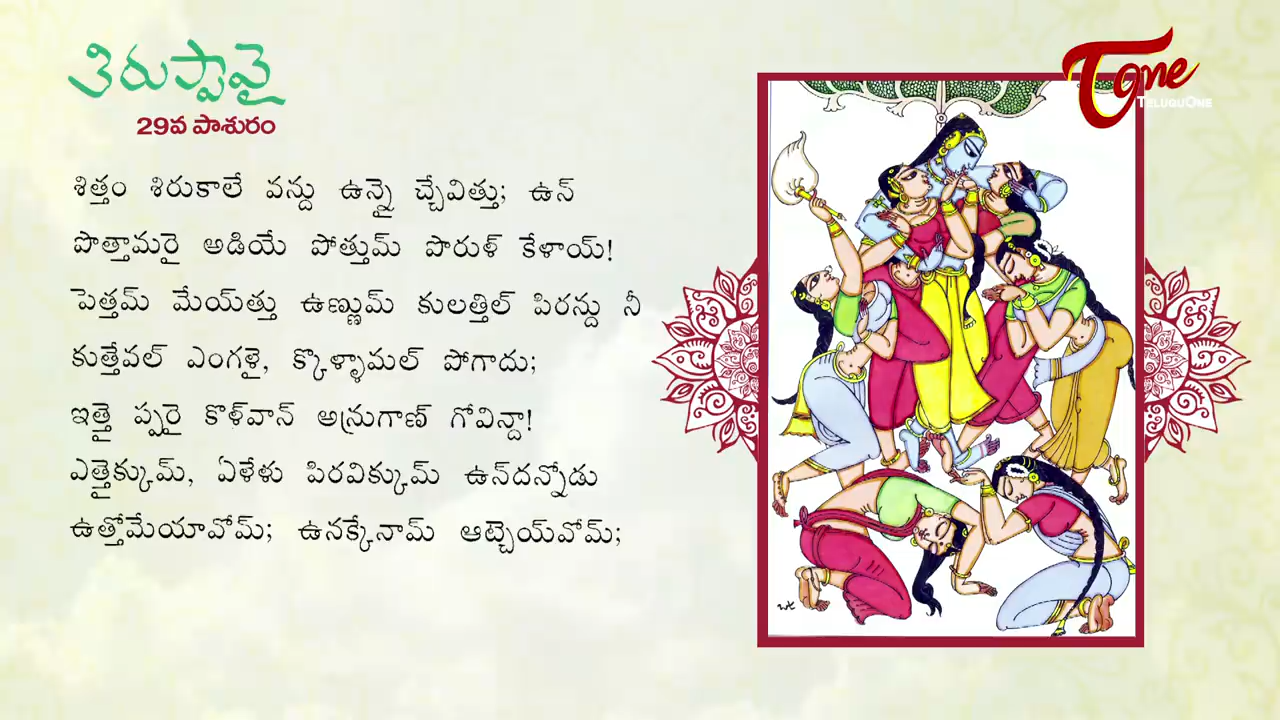 తిరుప్పావై
29వ పాశురం
TELUGUONE
శిత్తం శిరుకాలే వన్దు ఉన్నై చ్చేవిత్తు; ఉన్
పొత్తామరై అడియే పోత్తుమ్ పొరుళ్ కేళాయ్!
పెత్తమ్ మేయ్‌త్తు ఉణ్ణుమ్ కులత్తిల్ పిరన్దు నీ
కుత్తేవల్ ఎంగళై, క్కొళ్ళామల్ పోగాదు;
ఇత్తై ప్పరై కొళ్‌వాన్ అన్రుగాణ్ గోవిన్దా!
ఎత్తైక్కుమ్, ఏళేళు పిరవిక్కుమ్ ఉన్‌దన్నోడు
ఉత్తోమేయావోమ్; ఉనక్కేనామ్ ఆట్చెయ్‌వోమ్;